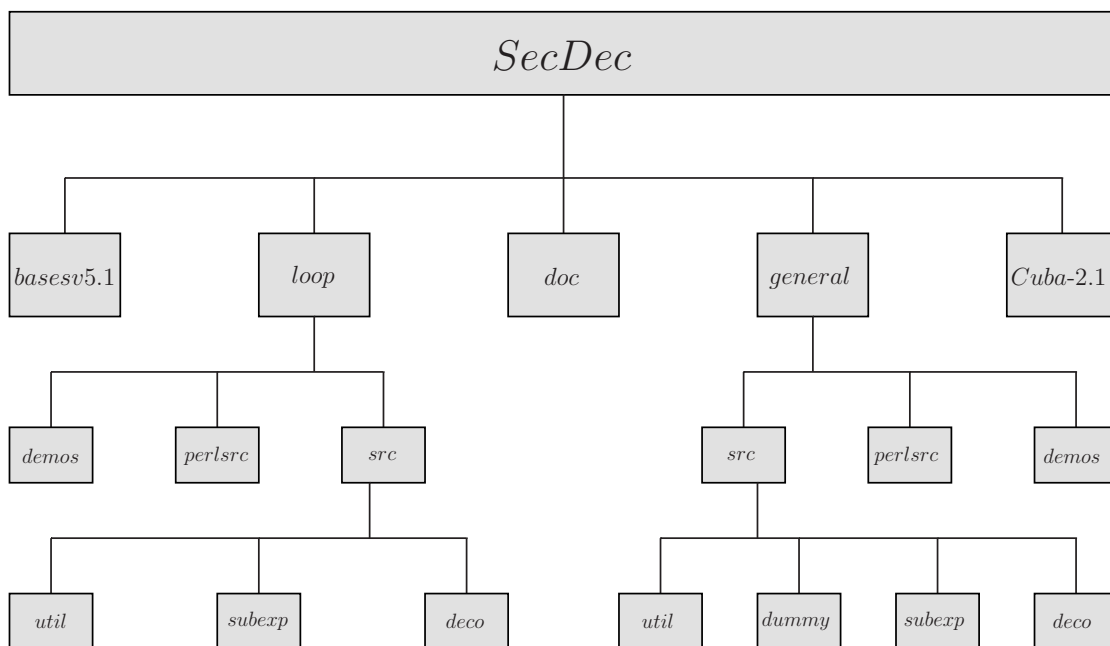 SecDec
basesv5.1 loop doc general Cuba-2.1
demos perlsrc src src perlsrc demos
util subexp deco util dummy subexp deco